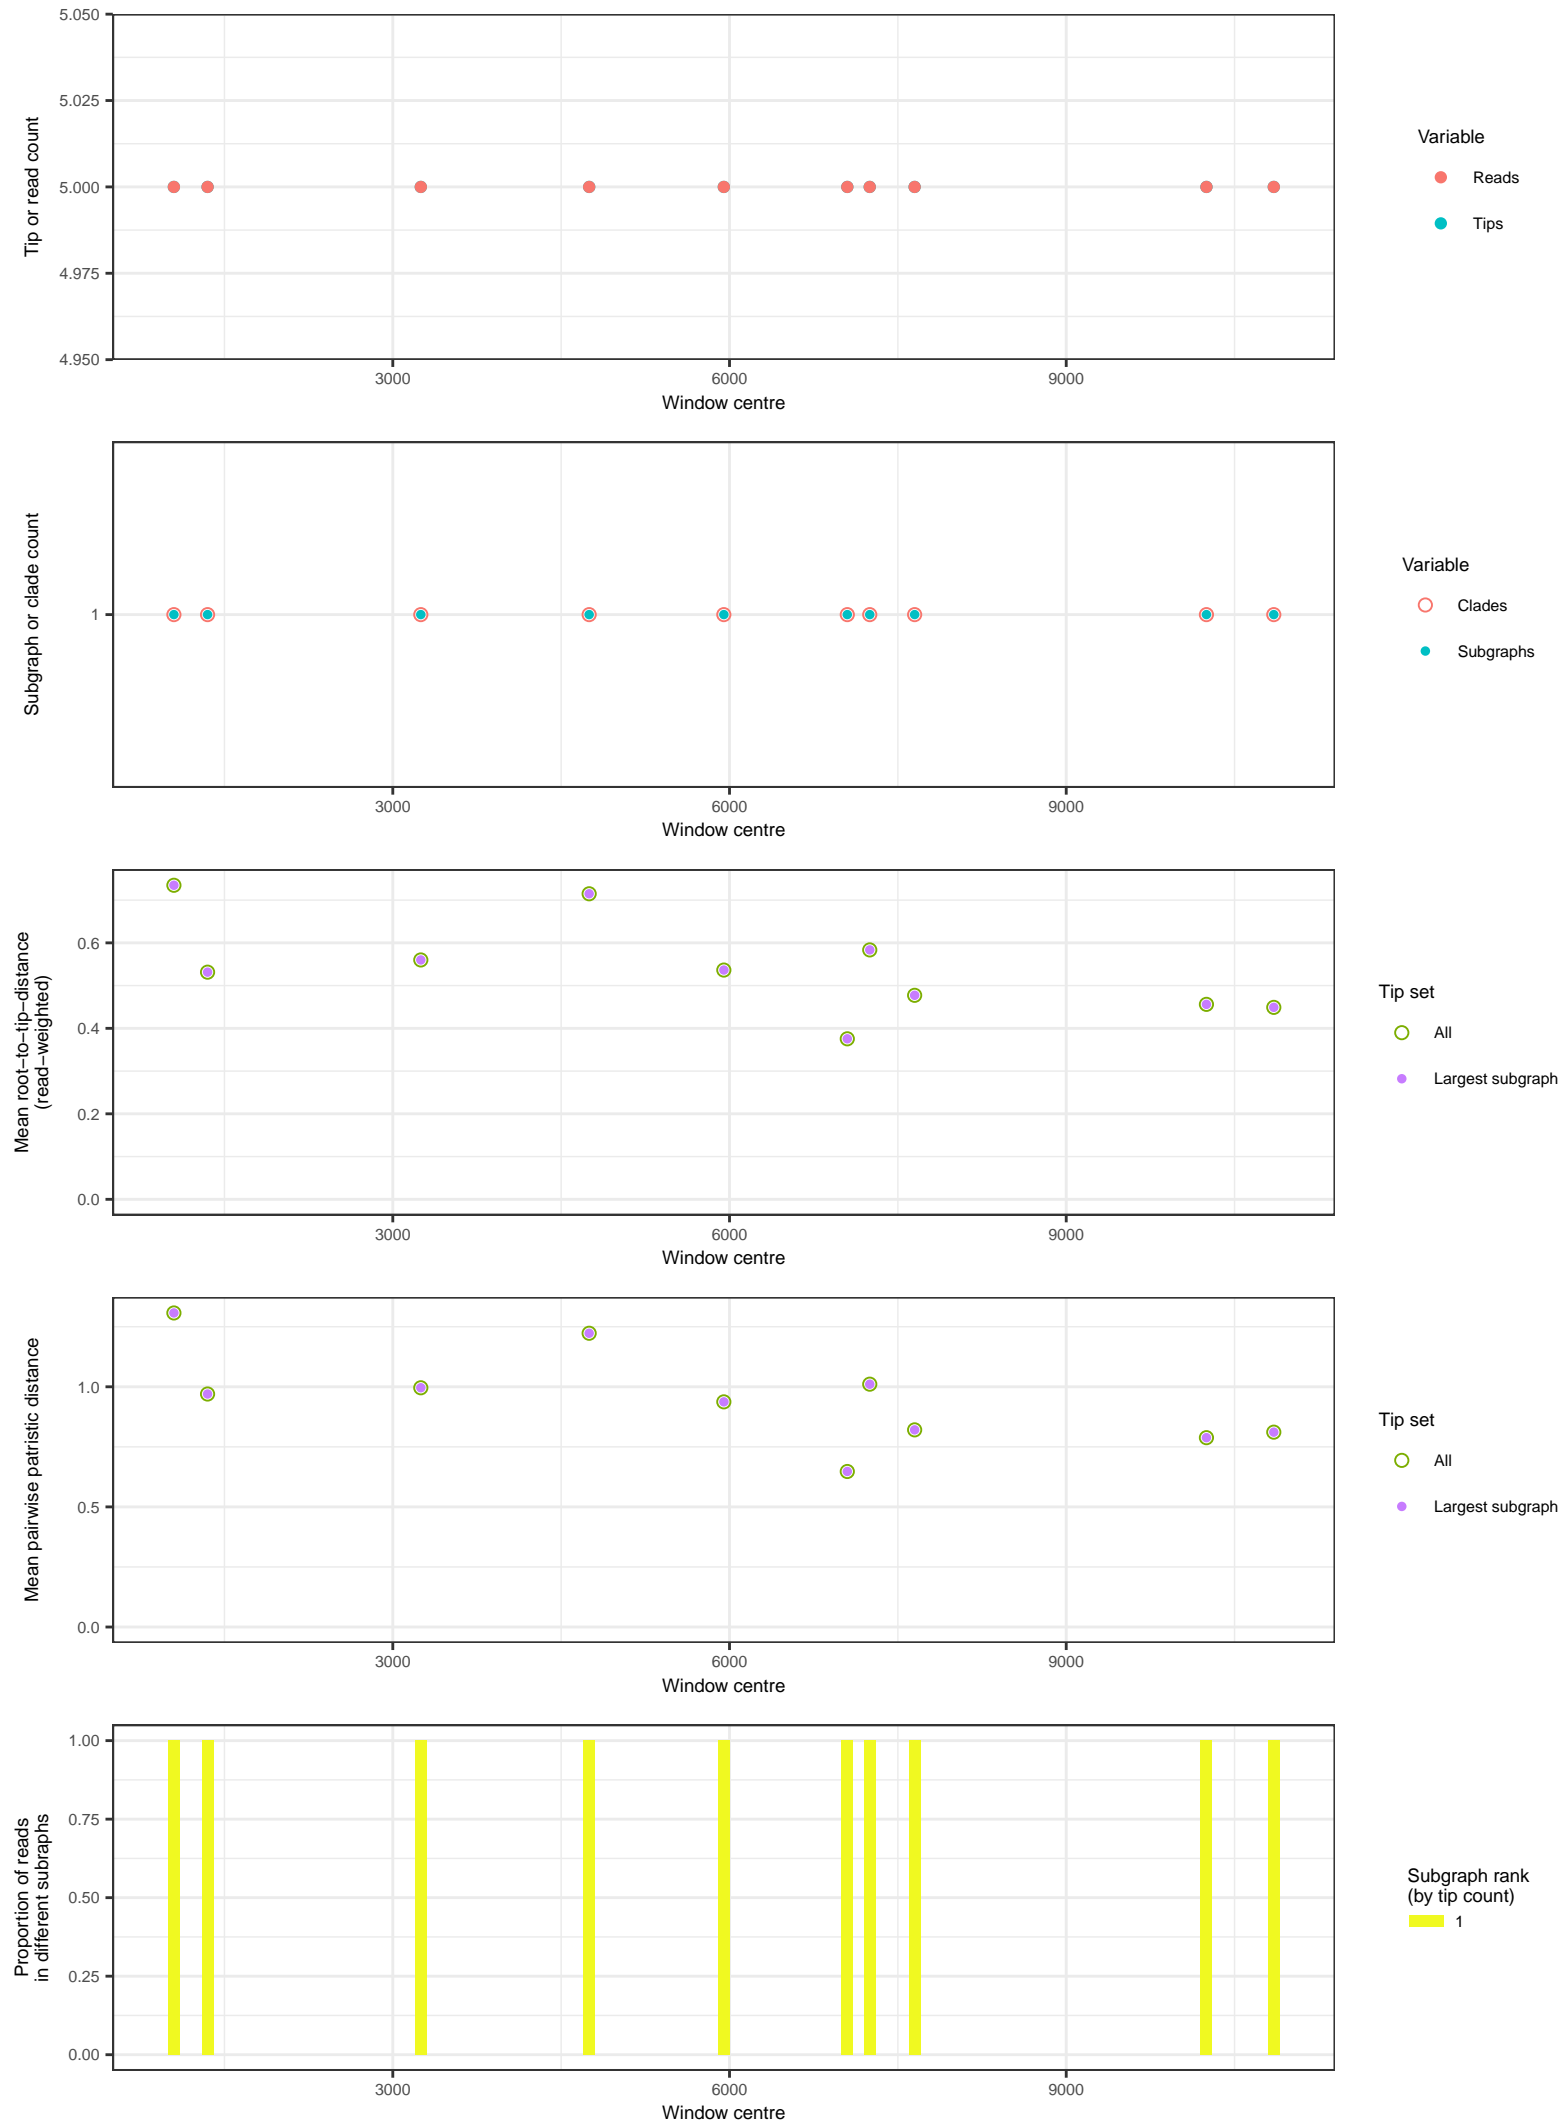 5.050
5.025
5.000
4.975
4.950
Tip or read count
3000 6000 9000
Window centre
Variable
Reads
Tips
Subgraph or clade count
1
3000 6000 9000
Window centre
Variable
Clades
Subgraphs
Mean root−to−tip−distance
(read−weighted)
0.6
0.4
0.2
0.0
3000 6000 9000
Window centre
Tip set
All
Largest subgraph
Mean pairwise patristic distance
1.0
0.5
0.0
3000 6000 9000
Window centre
Tip set
All
Largest subgraph
Proportion of reads
in different subraphs
1.00
0.75
0.50
0.25
0.00
3000 6000 9000
Window centre
Subgraph rank
(by tip count)
1